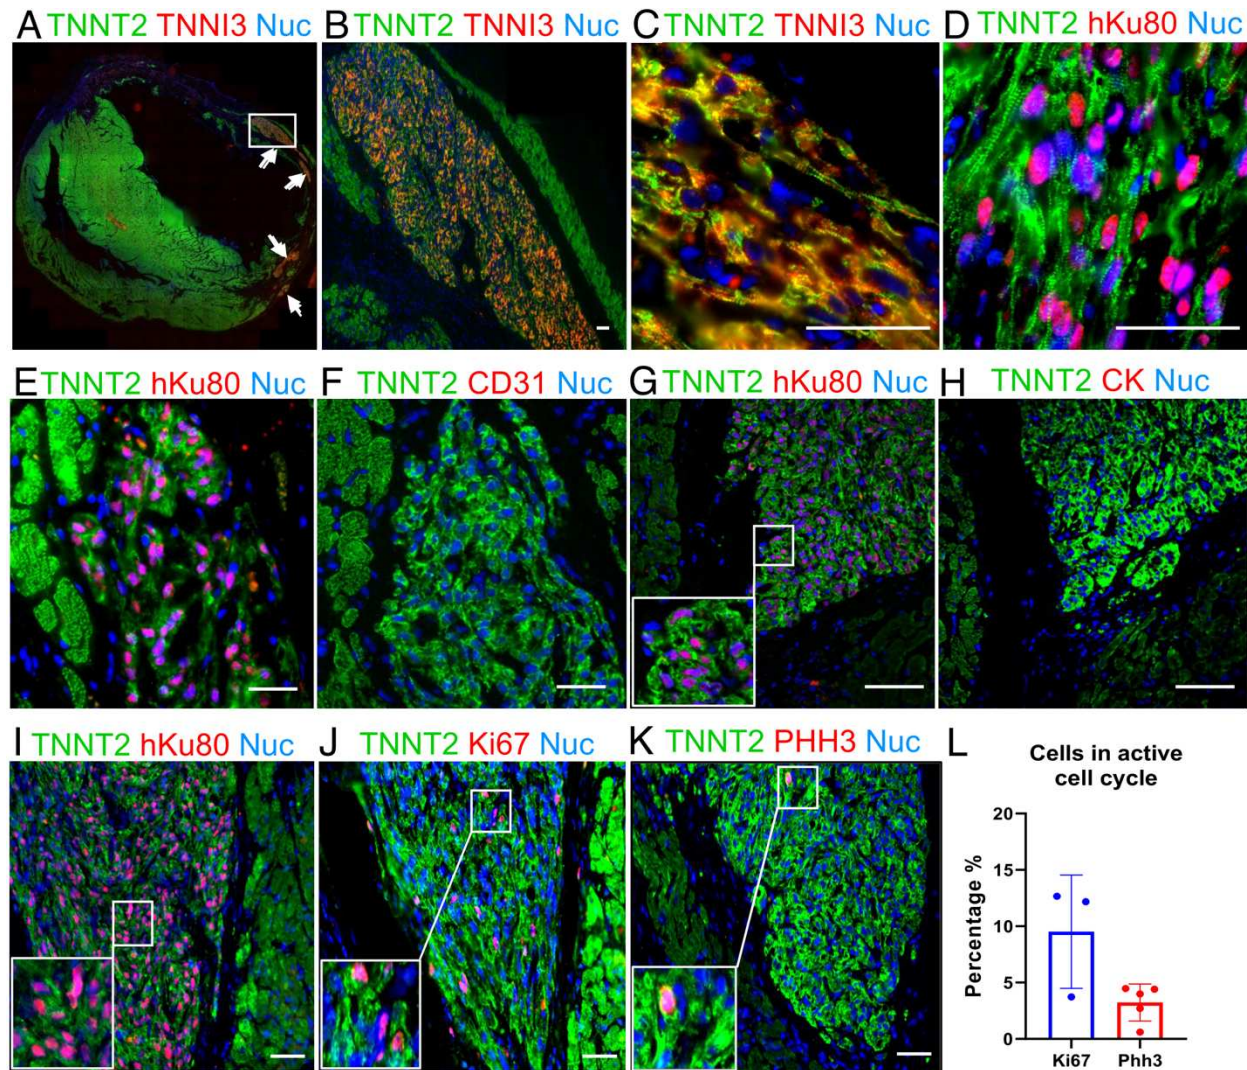 A TNNT2 TNNI3 Nuc
B TNNT2 TNNI3 Nuc
C TNNT2 TNNI3 Nuc
D TNNT2 hKu80 Nuc
E TNNT2 hKu80 Nuc
F TNNT2 CD31 Nuc
G TNNT2 hKu80 Nuc
H TNNT2 CK Nuc
I TNNT2 hKu80 Nuc
J TNNT2 Ki67 Nuc
K TNNT2 PHH3 Nuc
L
Cells in active
cell cycle
Percentage %
20
15
10
5
0
Ki67
Phh3